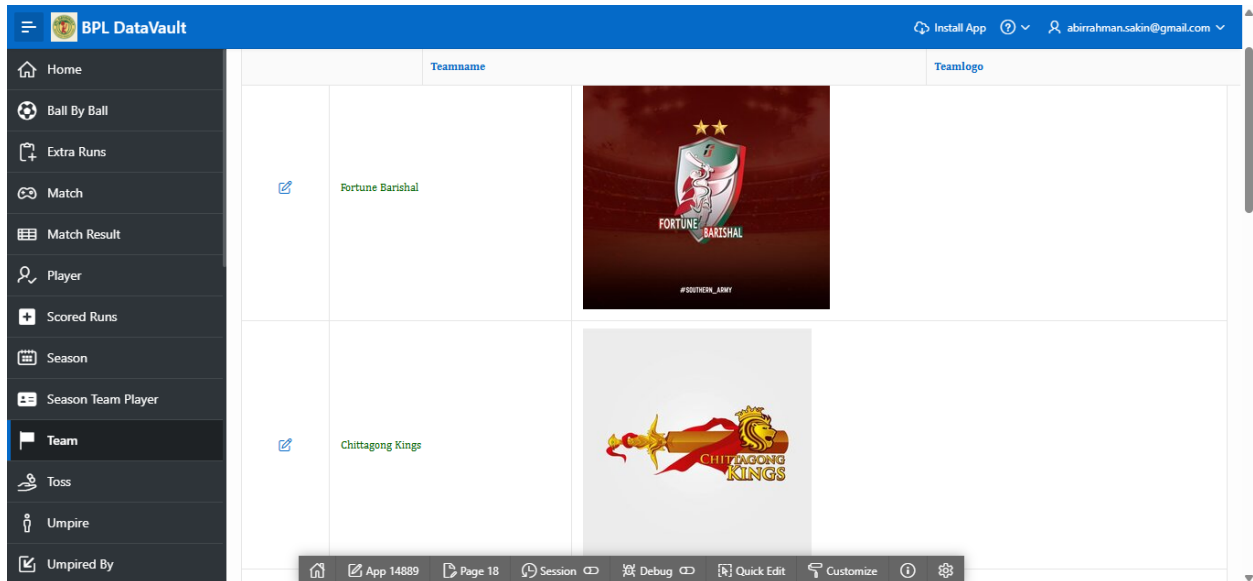 BPL DataVault
Install App
abirrahman.sakin@gmail.com
Home
Ball By Ball
Extra Runs
Match
Match Result
Player
Scored Runs
Season
Season Team Player
Team
Toss
Umpire
Umpired By
Teamname Teamlogo
Fortune Barishal
FORTUNE
BARISHAL
#SOUTHERN_ARMY
Chittagong Kings
CHITTAGONG
KINGS
App 14889 Page 18 Session Debug Quick Edit Customize